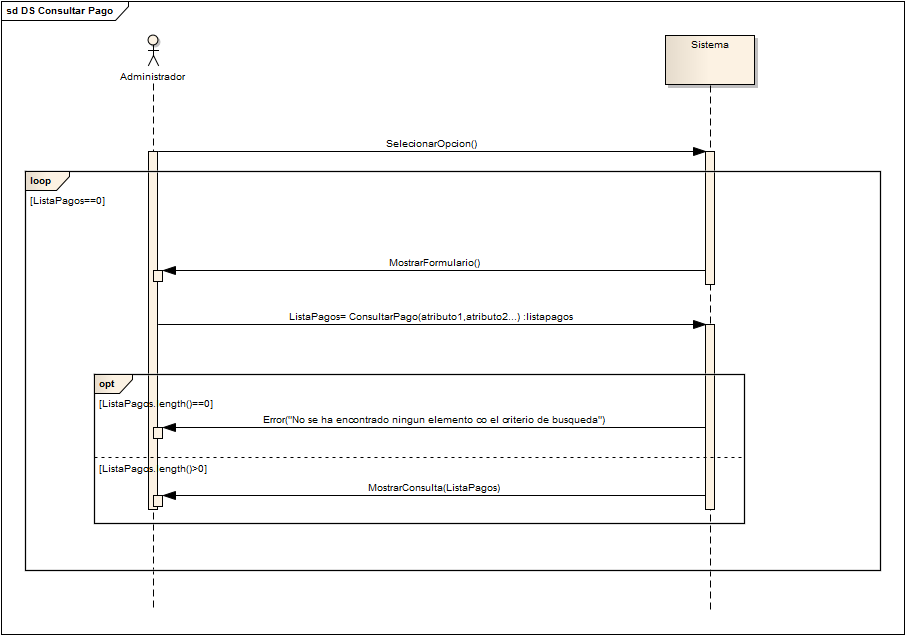 sd DS Consultar Pago
Administrador
Sistema
SelecionarOpcion()
loop
[ListaPagos==0]
MostrarFormulario()
ListaPagos= ConsultarPago(atributo1,atributo2...) :listapagos
opt
[ListaPagos.length()==0]
Error("No se ha encontrado ningun elemento co el criterio de busqueda")
[ListaPagos.length()>0]
MostrarConsulta(ListaPagos)